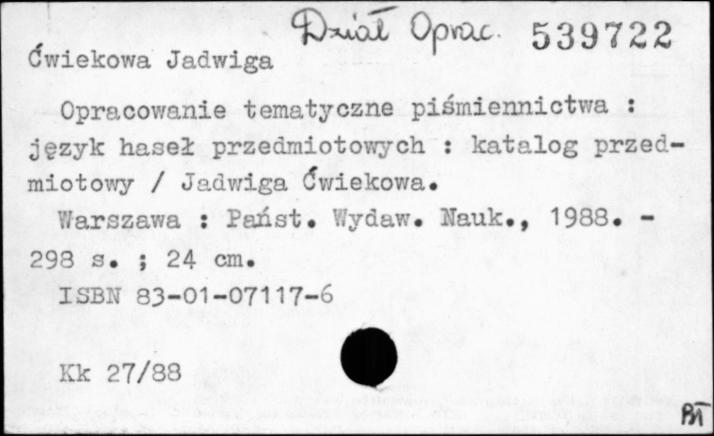 Dział Oprac. 539722
Ćwiekowa Jadwiga
Opracowanie tematyczne piśmiennictwa :
język haseł przedmiotowych : katalog przed-
miotowy / Jadwiga Ćwiekowa.
Warszawa : Państ. Wydaw. Nauk., 1988. -
298 s. ; 24 cm.
ISBN 83-01-07117-6
Kk 27/88